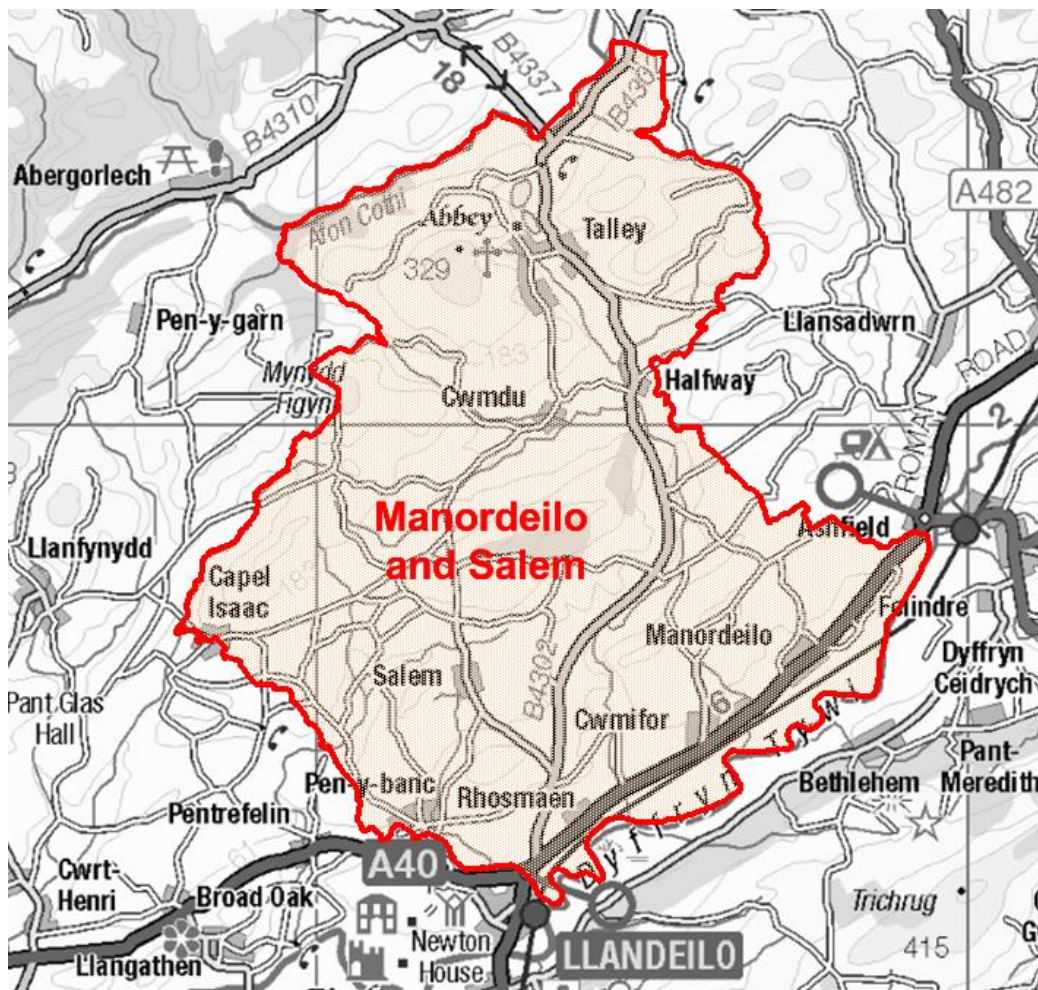 B4337
18
B4310
B430
Abergorlech
A482
Afon Cothi
Abbey
Talley
329
Pen-y-garn
Llansadwrn
183
Mynydd
Figyn
Halfway
ROAD
Cwmdu
2
ROMAN
Manordeilo
and Salem
Ashfield
Llanfynydd
183
Capel
Isaac
Felindre
Manordeilo
Dyffryn
Ceidrych
Salem
B4302
Pant Glas
Hall
6
Cwmifor
Pant-
Meredith
Bethlehem
Pen-y-banc
Rhosmaen
Dyffryn Tywi
Pentrefelin
A40
Cwrt-
Henri
Broad Oak
Trichrug
Newton
House
LLANDEILO
415
Llangathen